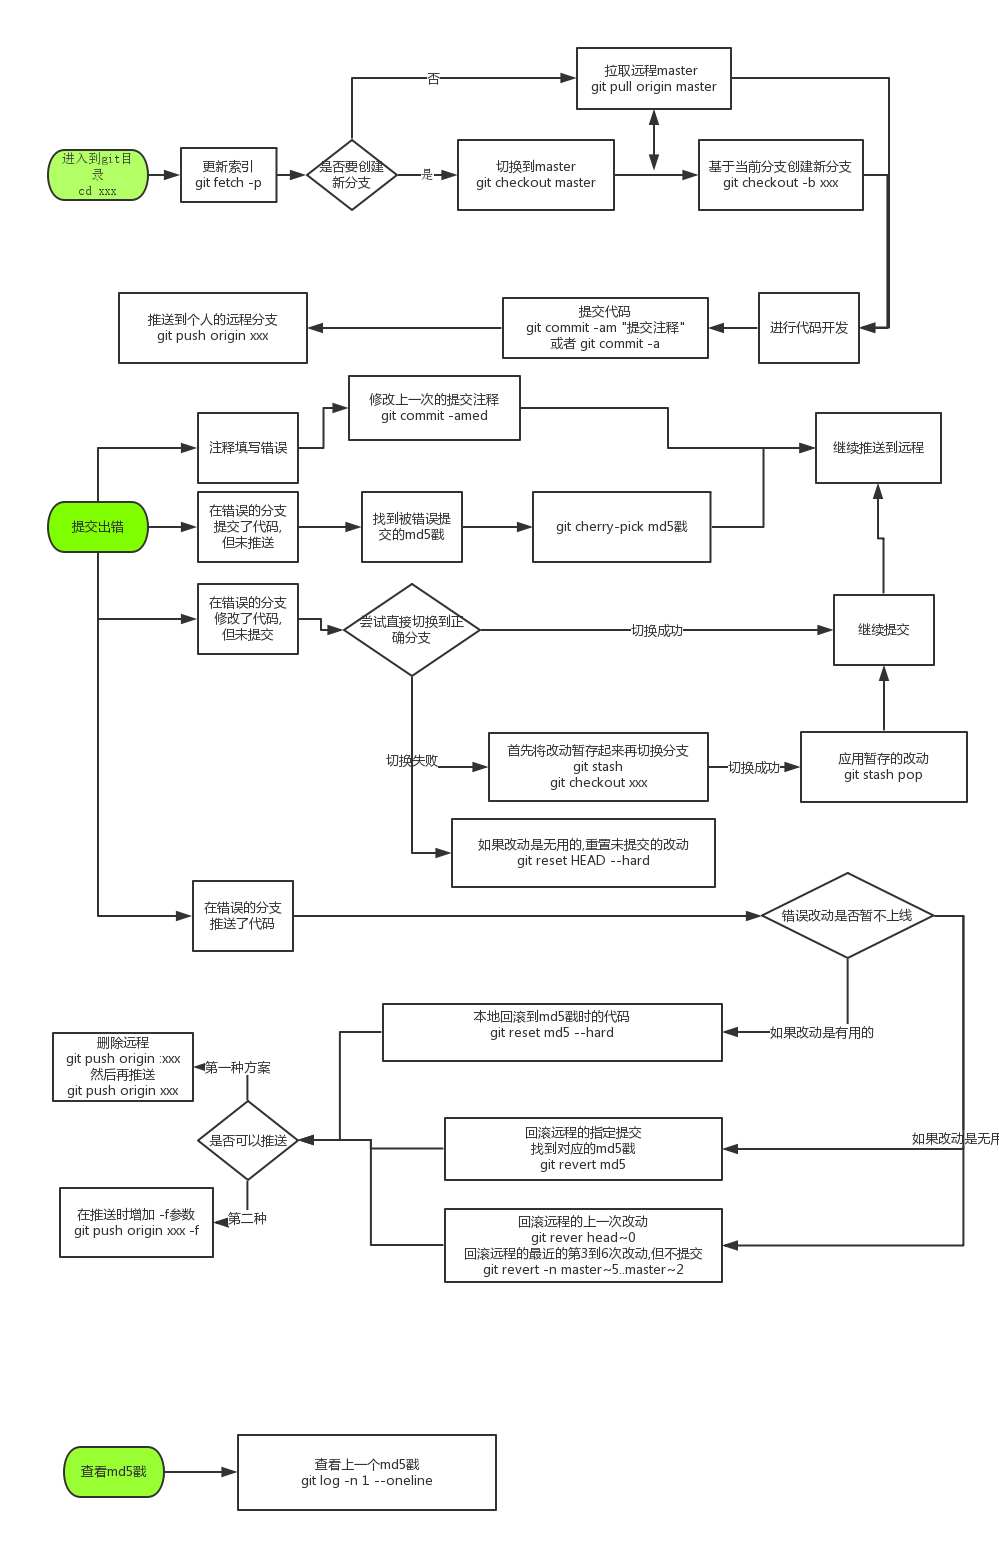 拉取远程master
git pull origin master
否
进入到git目
录
cd xxx
更新索引
git fetch -p
是否要创建
新分支
是
切换到master
git checkout master
基于当前分支创建新分支
git checkout -b xxx
推送到个人的远程分支
git push origin xxx
提交代码
git commit -am "提交注释"
或者 git commit -a
进行代码开发
修改上一次的提交注释
git commit -amed
注释填写错误
继续推送到远程
提交出错
在错误的分支
提交了代码,
但未推送
找到被错误提
交的md5戳
git cherry-pick md5戳
在错误的分支
修改了代码,
但未提交
尝试直接切换到正
确分支
切换成功
继续提交
切换失败
首先将改动暂存起来再切换分支
git stash
git checkout xxx
切换成功
应用暂存的改动
git stash pop
如果改动是无用的,重置未提交的改动
git reset HEAD --hard
在错误的分支
推送了代码
错误改动是否暂不上线
本地回滚到md5戳时的代码
git reset md5 --hard
如果改动是有用的
删除远程
git push origin :xxx
然后再推送
git push origin xxx
第一种方案
是否可以推送
回滚远程的指定提交
找到对应的md5戳
git revert md5
如果改动是无用
在推送时增加 -f参数
git push origin xxx -f
第二种
回滚远程的上一次改动
git rever head~0
回滚远程的最近的第3到6次改动,但不提交
git revert -n master~5..master~2
查看md5戳
查看上一个md5戳
git log -n 1 --oneline